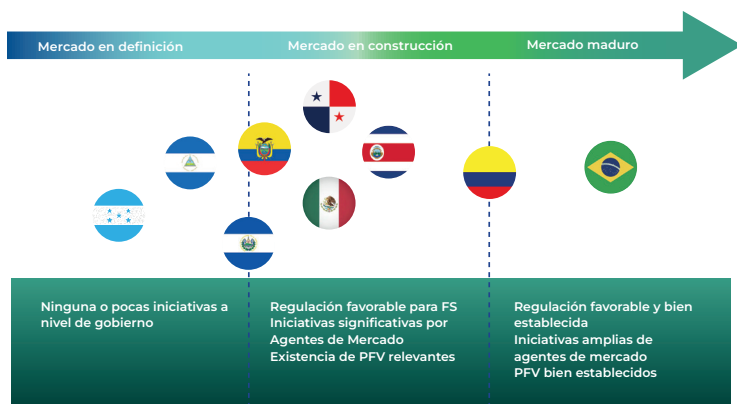 Mercado en definición
Mercado en construcción
Mercado maduro
Ninguna o pocas iniciativas a
nivel de gobierno
Regulación favorable para FS
Iniciativas significativas por
Agentes de Mercado
Existencia de PFV relevantes
Regulación favorable y bien
establecida
Iniciativas amplias de
agentes de mercado
PFV bien establecidos